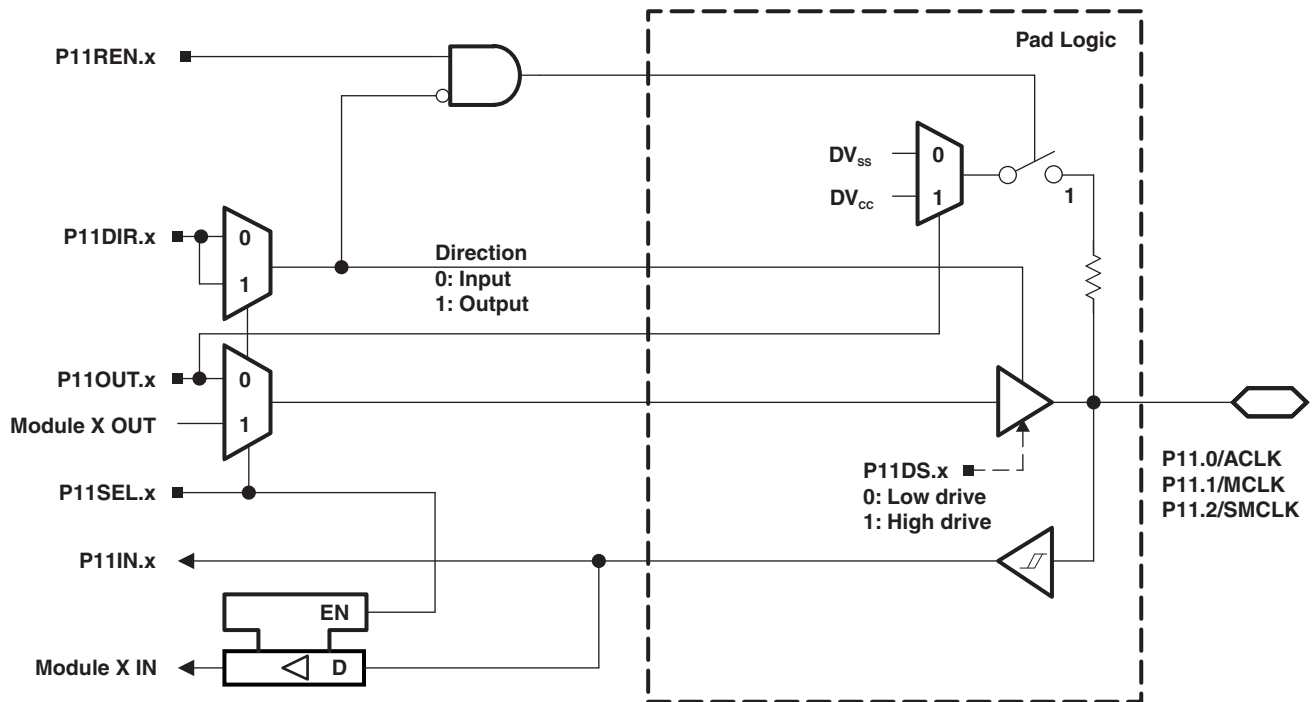 Pad Logic
P11REN.x
DVss
0
DVcc
1
1
P11DIR.x
0
1
Direction
0: Input
1: Output
P11OUT.x
0
Module X OUT
1
P11DS.x
0: Low drive
1: High drive
P11.0/ACLK
P11.1/MCLK
P11.2/SMCLK
P11SEL.x
P11IN.x
EN
Module X IN
D